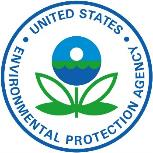 UNITED STATES
ENVIRONMENTAL PROTECTION AGENCY